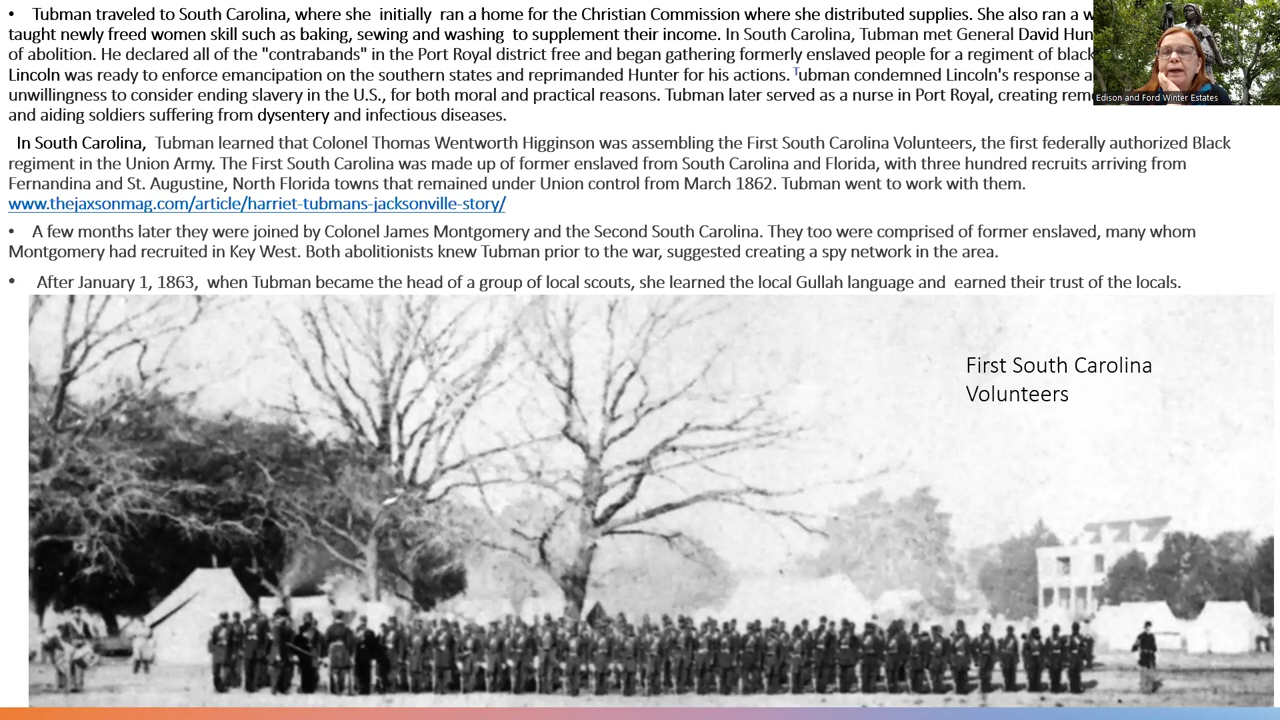 • Tubman traveled to South Carolina, where she initially ran a home for the Christian Commission where she distributed supplies. She also ran a
taught newly freed women skill such as baking, sewing and washing to supplement their income. In South Carolina, Tubman met General David
of abolition. He declared all of the "contrabands" in the Port Royal district free and began gathering formerly enslaved people for a regiment of black
Lincoln was ready to enforce emancipation on the southern states and reprimanded Hunter for his actions. Tubman condemned Lincoln's response
unwillingness to consider ending slavery in the U.S., for both moral and practical reasons. Tubman later served as a nurse in Port Royal, creating
and aiding soldiers suffering from dysentery and infectious diseases.
In South Carolina, Tubman learned that Colonel Thomas Wentworth Higginson was assembling the First South Carolina Volunteers, the first federally authorized Black
regiment in the Union Army. The First South Carolina was made up of former enslaved from South Carolina and Florida, with three hundred recruits arriving from
Fernandina and St. Augustine, North Florida towns that remained under Union control from March 1862. Tubman went to work with them.
www.thejaxsonmag.com/article/harriet-tubmans-jacksonville-story/
• A few months later they were joined by Colonel James Montgomery and the Second South Carolina. They too were comprised of former enslaved, many whom
Montgomery had recruited in Key West. Both abolitionists knew Tubman prior to the war, suggested creating a spy network in the area.
• After January 1, 1863, when Tubman became the head of a group of local scouts, she learned the local Gullah language and earned their trust of the locals.
First South Carolina
Volunteers
Edison and Ford Winter Estates